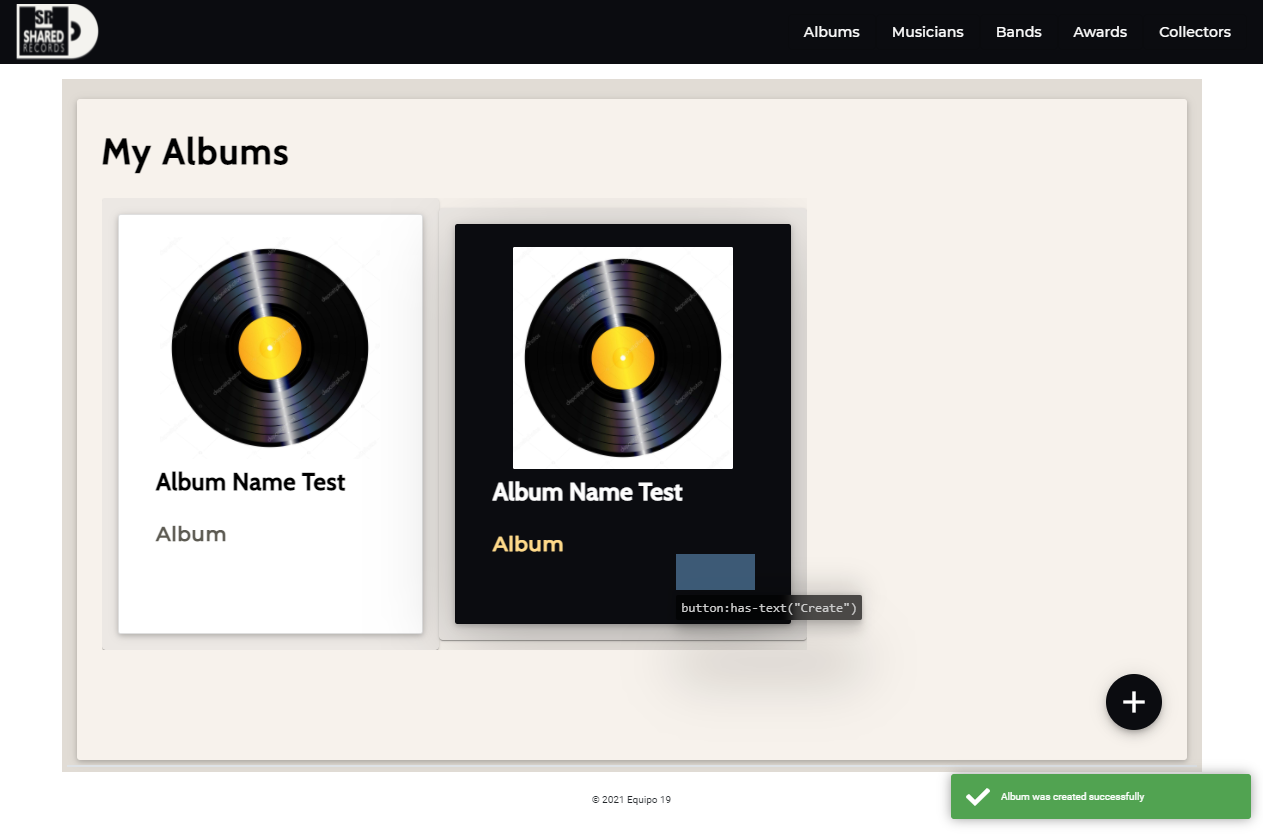 SR
SHARED
RECORDS
Albums
Musicians
Bands
Awards
Collectors
My Albums
Album Name Test
Album
Album Name Test
Album
button:has-text("Create")
© 2021 Equipo 19
Album was created successfully